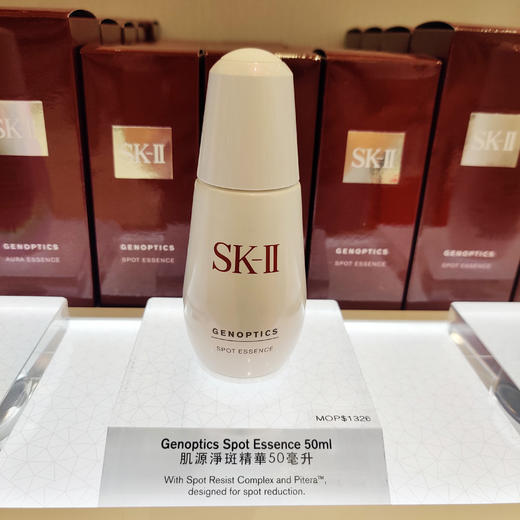 SK-II
GENOPTICS
AURA ESSENCE
SK-II
GENOPTICS
SPOT ESSENCE
SK-II
GENOPTICS
SPOT ESSENCE
SK-II
GENOPTICS
SPOT ESSENCE
SK-II
GENOPTICS
SPOT ESSENCE
MOP$1326
Genoptics Spot Essence 50ml
肌源淨斑精華50毫升
With Spot Resist Complex and Pitera™,
designed for spot reduction.